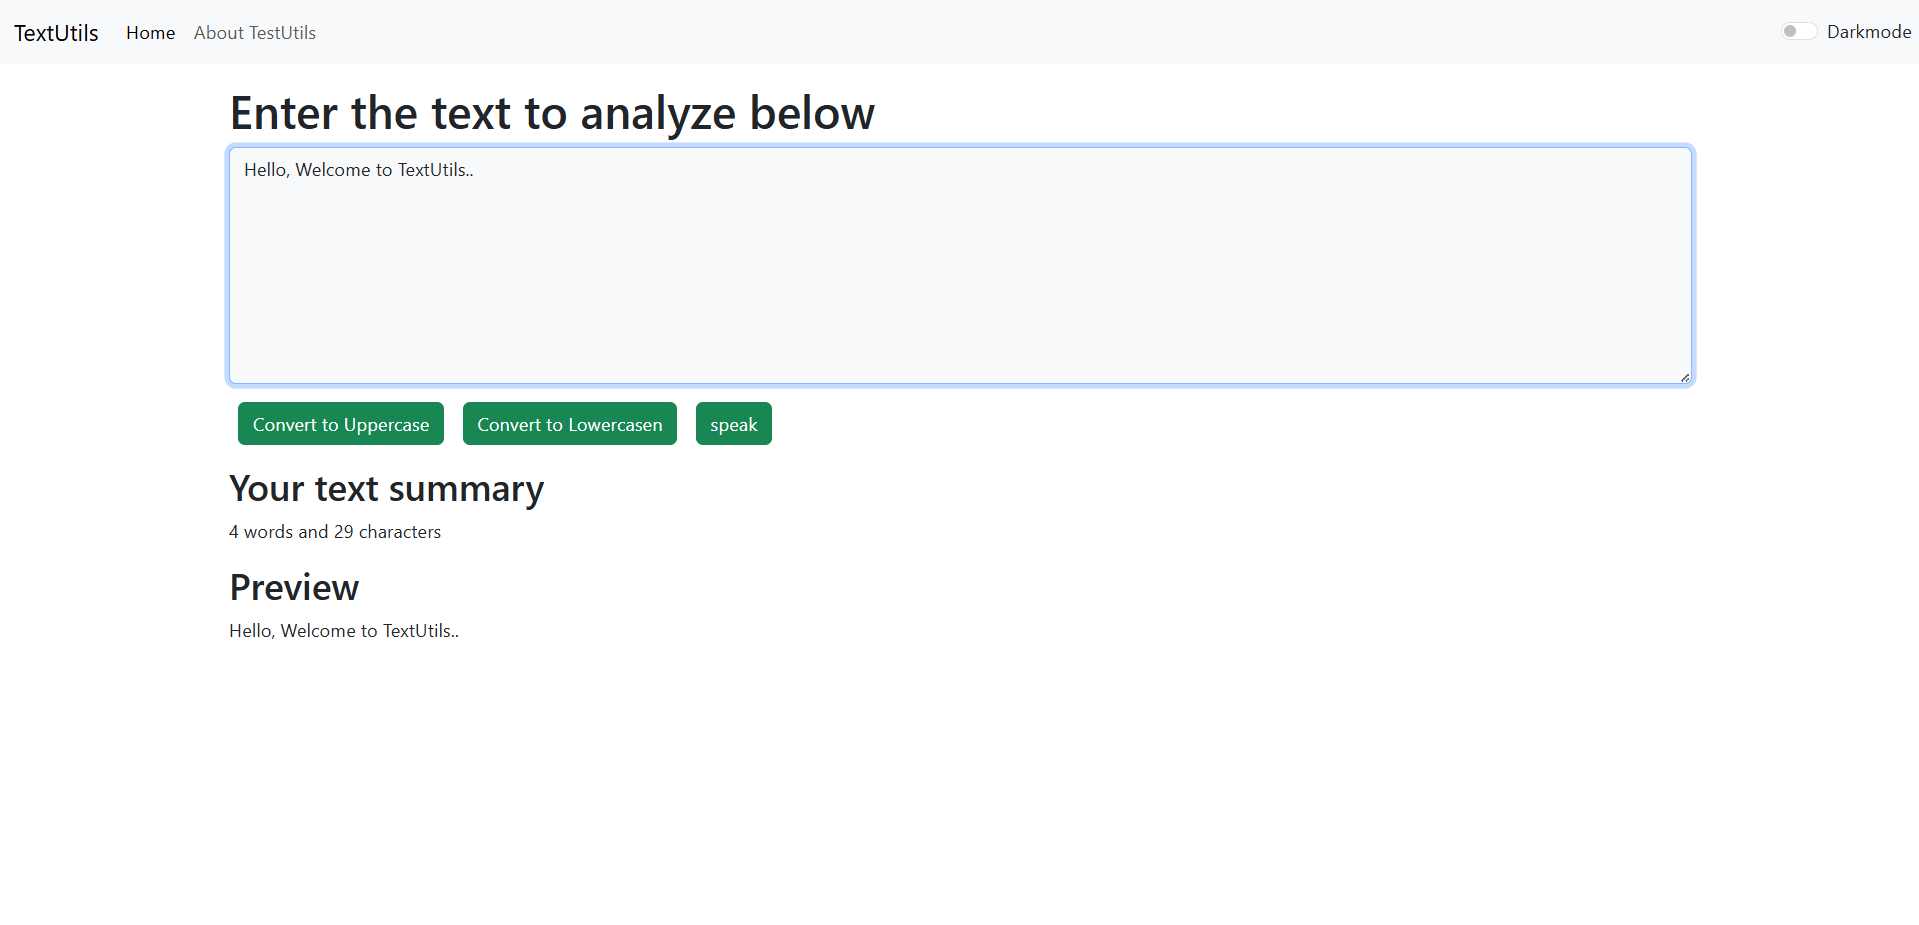 TextUtils Home About TestUtils Darkmode
Enter the text to analyze below
Hello, Welcome to TextUtils..
Convert to Uppercase Convert to Lowercasen speak
Your text summary
4 words and 29 characters
Preview
Hello, Welcome to TextUtils..